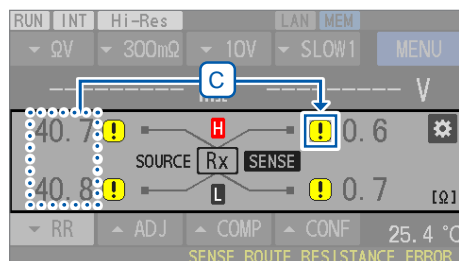 RUN INT Hi-Res LAN MEM
ΩV 300mΩ 10V SLOW1 MENU
C
V
40.7 ! H ! 0.6
SOURCE Rx SENSE
40.8 ! L ! 0.7 [Ω]
RR ADJ COMP CONF 25.4 °C
SENSE ROUTE RESISTANCE ERROR